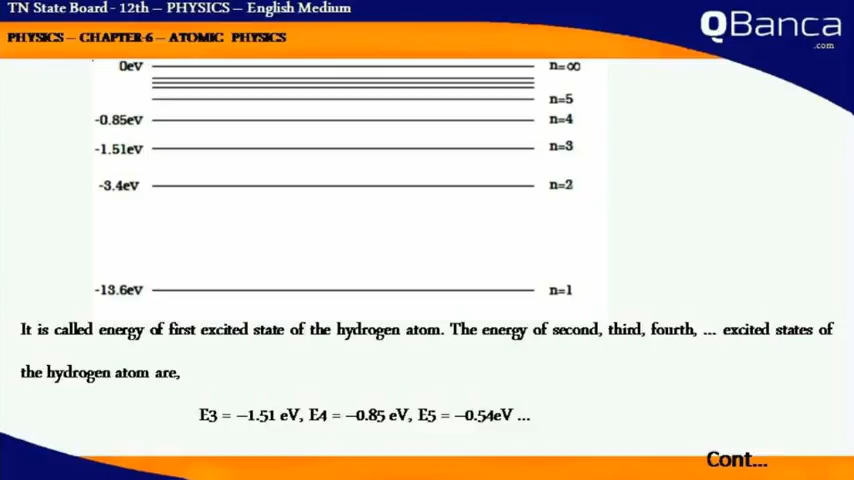 TN State Board - 12th – PHYSICS – English Medium
PHYSICS – CHAPTER-6 – ATOMIC PHYSICS
QBanca
.com
0eV n=∞
n=5
-0.85eV n=4
-1.51eV n=3
-3.4eV n=2
-13.6eV n=1
It is called energy of first excited state of the hydrogen atom. The energy of second, third, fourth, ... excited states of
the hydrogen atom are,
E3 = –1.51 eV, E4 = –0.85 eV, E5 = –0.54eV ...
Cont...